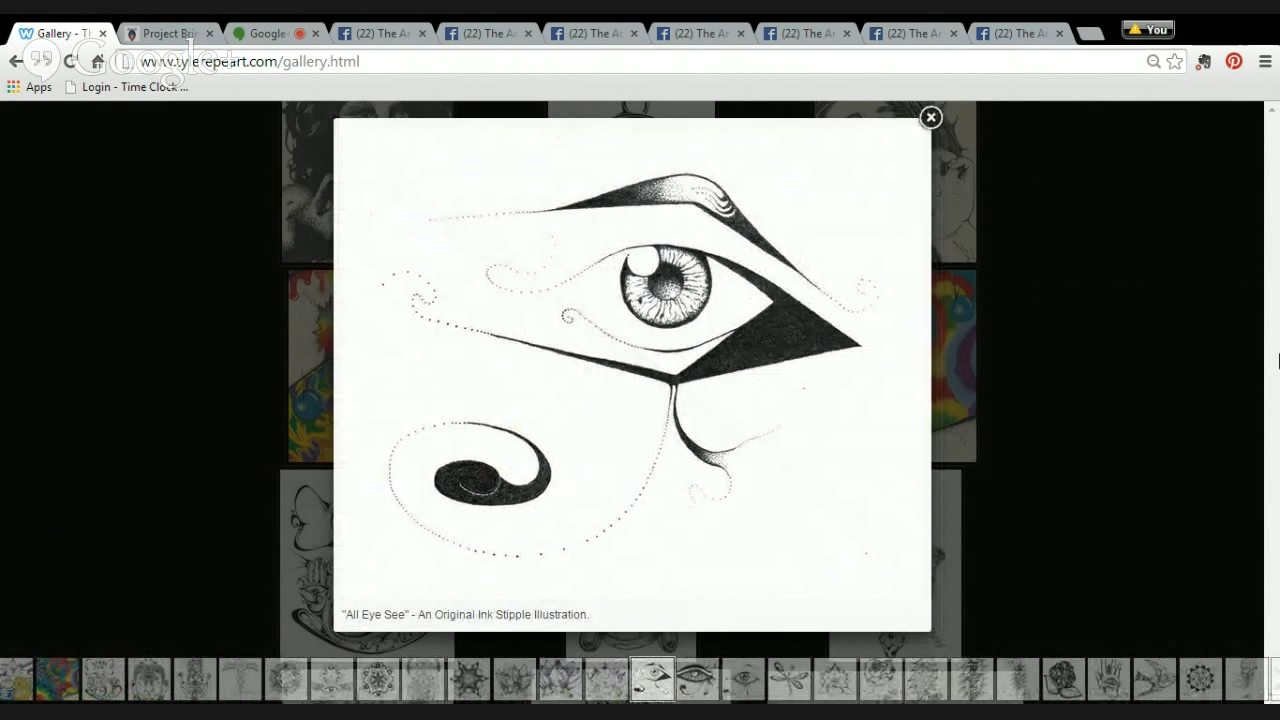 Gallery - T
Project Bri
Google
(22) The Ar
(22) The Ar
(22) The Ar
(22) The Ar
(22) The Ar
(22) The Ar
(22) The Ar
You
Google+
www.tylerepeart.com/gallery.html
Apps
Login - Time Clock ...
"All Eye See" - An Original Ink Stipple Illustration.